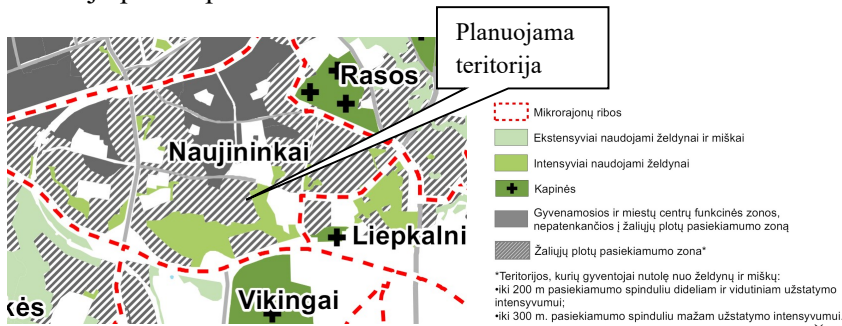 Planuojama
teritorija
Rasos
Naujininkai
Liepkalni
Vikingai
kės
Mikrorajonų ribos
Ekstensyviai naudojami želdynai ir miškai
Intensyviai naudojami želdynai
Kapinės
Gyvenamosios ir miestų centrų funkcinės zonos,
nepatenkančios į žaliųjų plotų pasiekiamumo zoną
Žaliųjų plotų pasiekiamumo zona*
*Teritorijos, kurių gyventojai nutolę nuo želdynų ir miškų:
•iki 200 m pasiekiamumo spinduliu dideliam ir vidutiniam užstatymo
intensyvumui;
•iki 300 m. pasiekiamumo spinduliu mažam užstatymo intensyvumui.